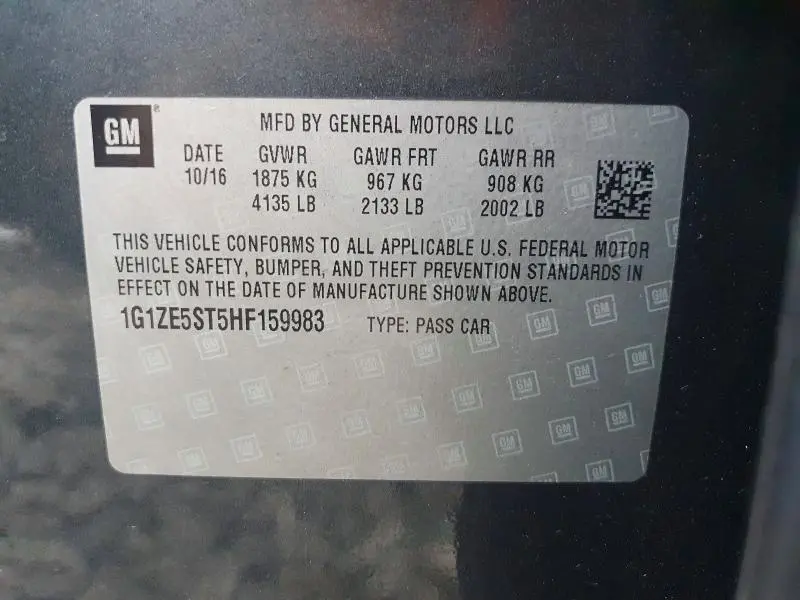 GM
MFD BY GENERAL MOTORS LLC
DATE GVWR GAWR FRT GAWR RR
10/16 1875 KG 967 KG 908 KG
4135 LB 2133 LB 2002 LB
THIS VEHICLE CONFORMS TO ALL APPLICABLE U.S. FEDERAL MOTOR
VEHICLE SAFETY, BUMPER, AND THEFT PREVENTION STANDARDS IN
EFFECT ON THE DATE OF MANUFACTURE SHOWN ABOVE.
1G1ZE5ST5HF159983 TYPE: PASS CAR